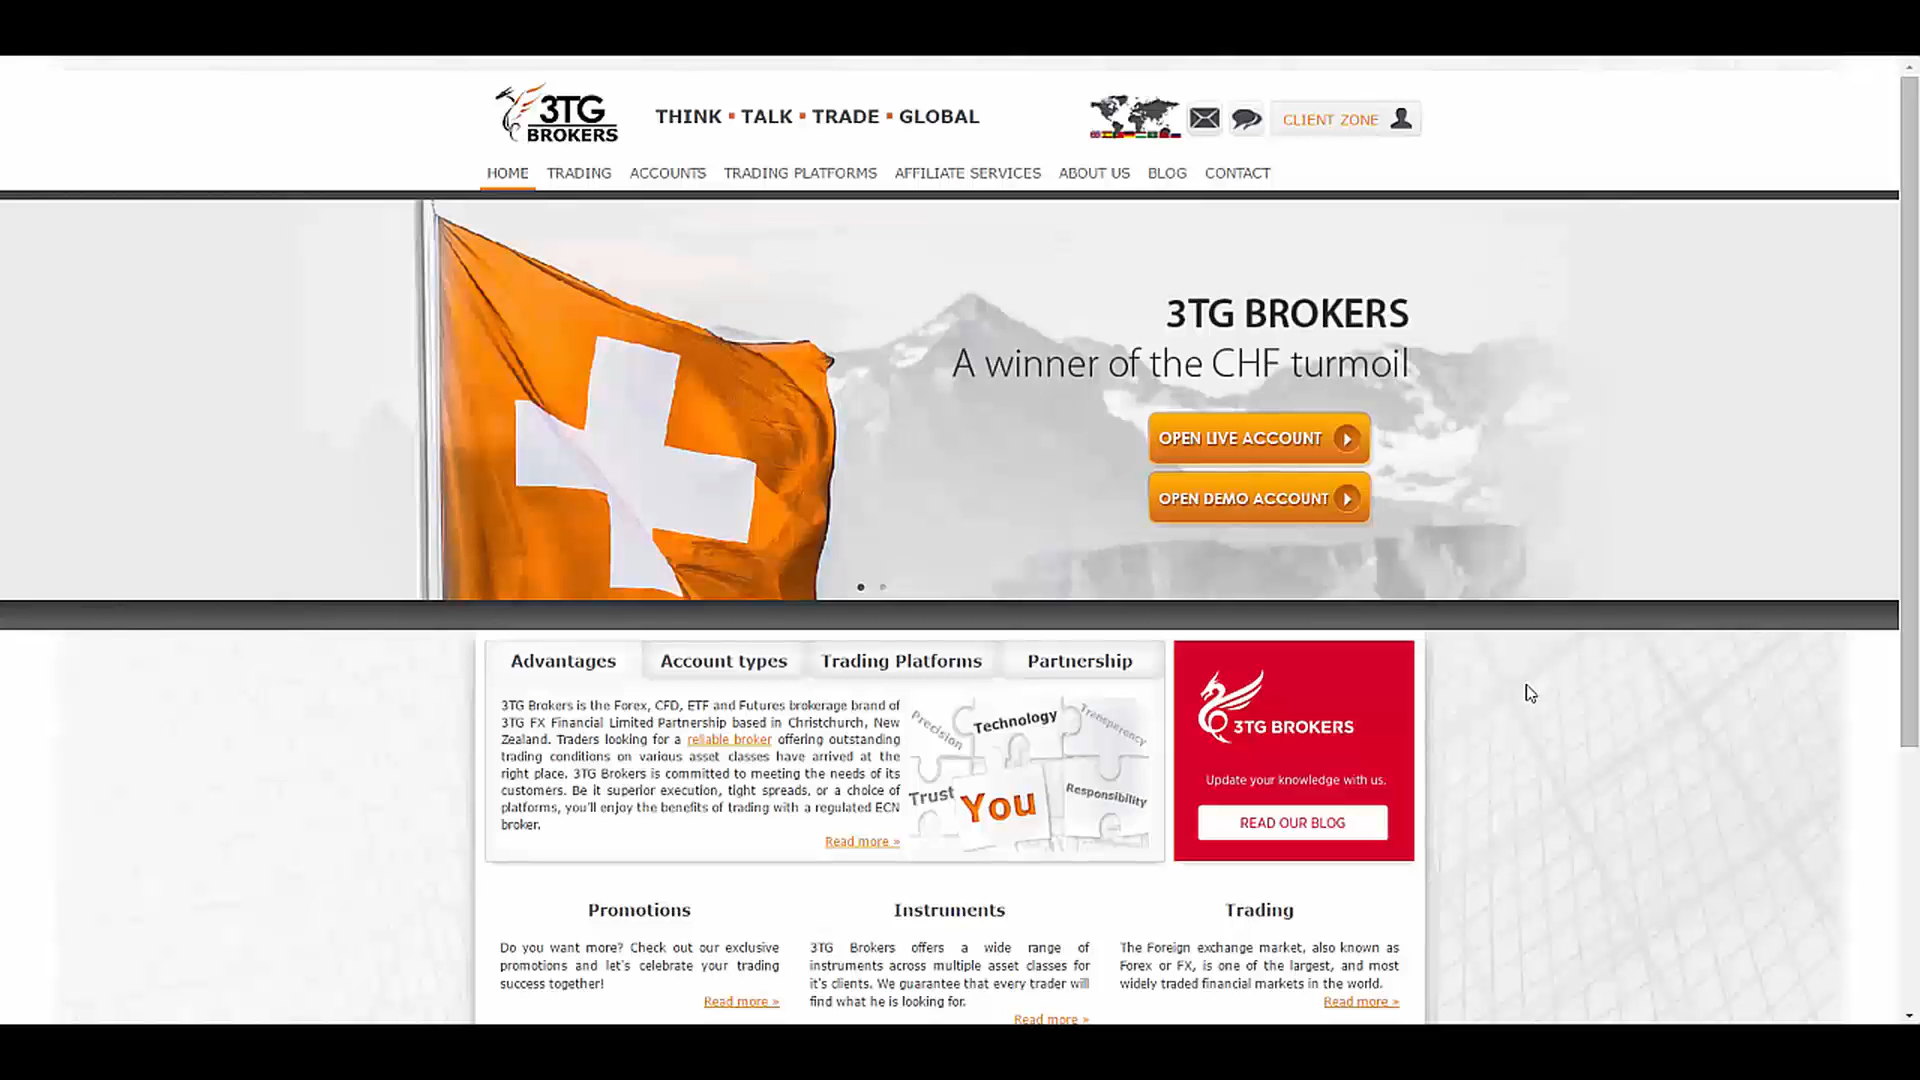 3TG
BROKERS
THINK ▪ TALK ▪ TRADE ▪ GLOBAL
CLIENT ZONE
HOME TRADING ACCOUNTS TRADING PLATFORMS AFFILIATE SERVICES ABOUT US BLOG CONTACT
3TG BROKERS
A winner of the CHF turmoil
OPEN LIVE ACCOUNT
OPEN DEMO ACCOUNT
Advantages Account types Trading Platforms Partnership
3TG Brokers is the Forex, CFD, ETF and Futures brokerage brand of
3TG FX Financial Limited Partnership based in Christchurch, New
Zealand. Traders looking for a reliable broker offering outstanding
trading conditions on various asset classes have arrived at the
right place. 3TG Brokers is committed to meeting the needs of its
customers. Be it superior execution, tight spreads, or a choice of
platforms, you'll enjoy the benefits of trading with a regulated ECN
broker.
Read more »
Precision
Technology
Transparency
Trust
You
Responsibility
3TG BROKERS
Update your knowledge with us.
READ OUR BLOG
Promotions
Do you want more? Check out our exclusive
promotions and let's celebrate your trading
success together!
Read more »
Instruments
3TG Brokers offers a wide range of
instruments across multiple asset classes for
it's clients. We guarantee that every trader will
find what he is looking for.
Read more »
Trading
The Foreign exchange market, also known as
Forex or FX, is one of the largest, and most
widely traded financial markets in the world.
Read more »